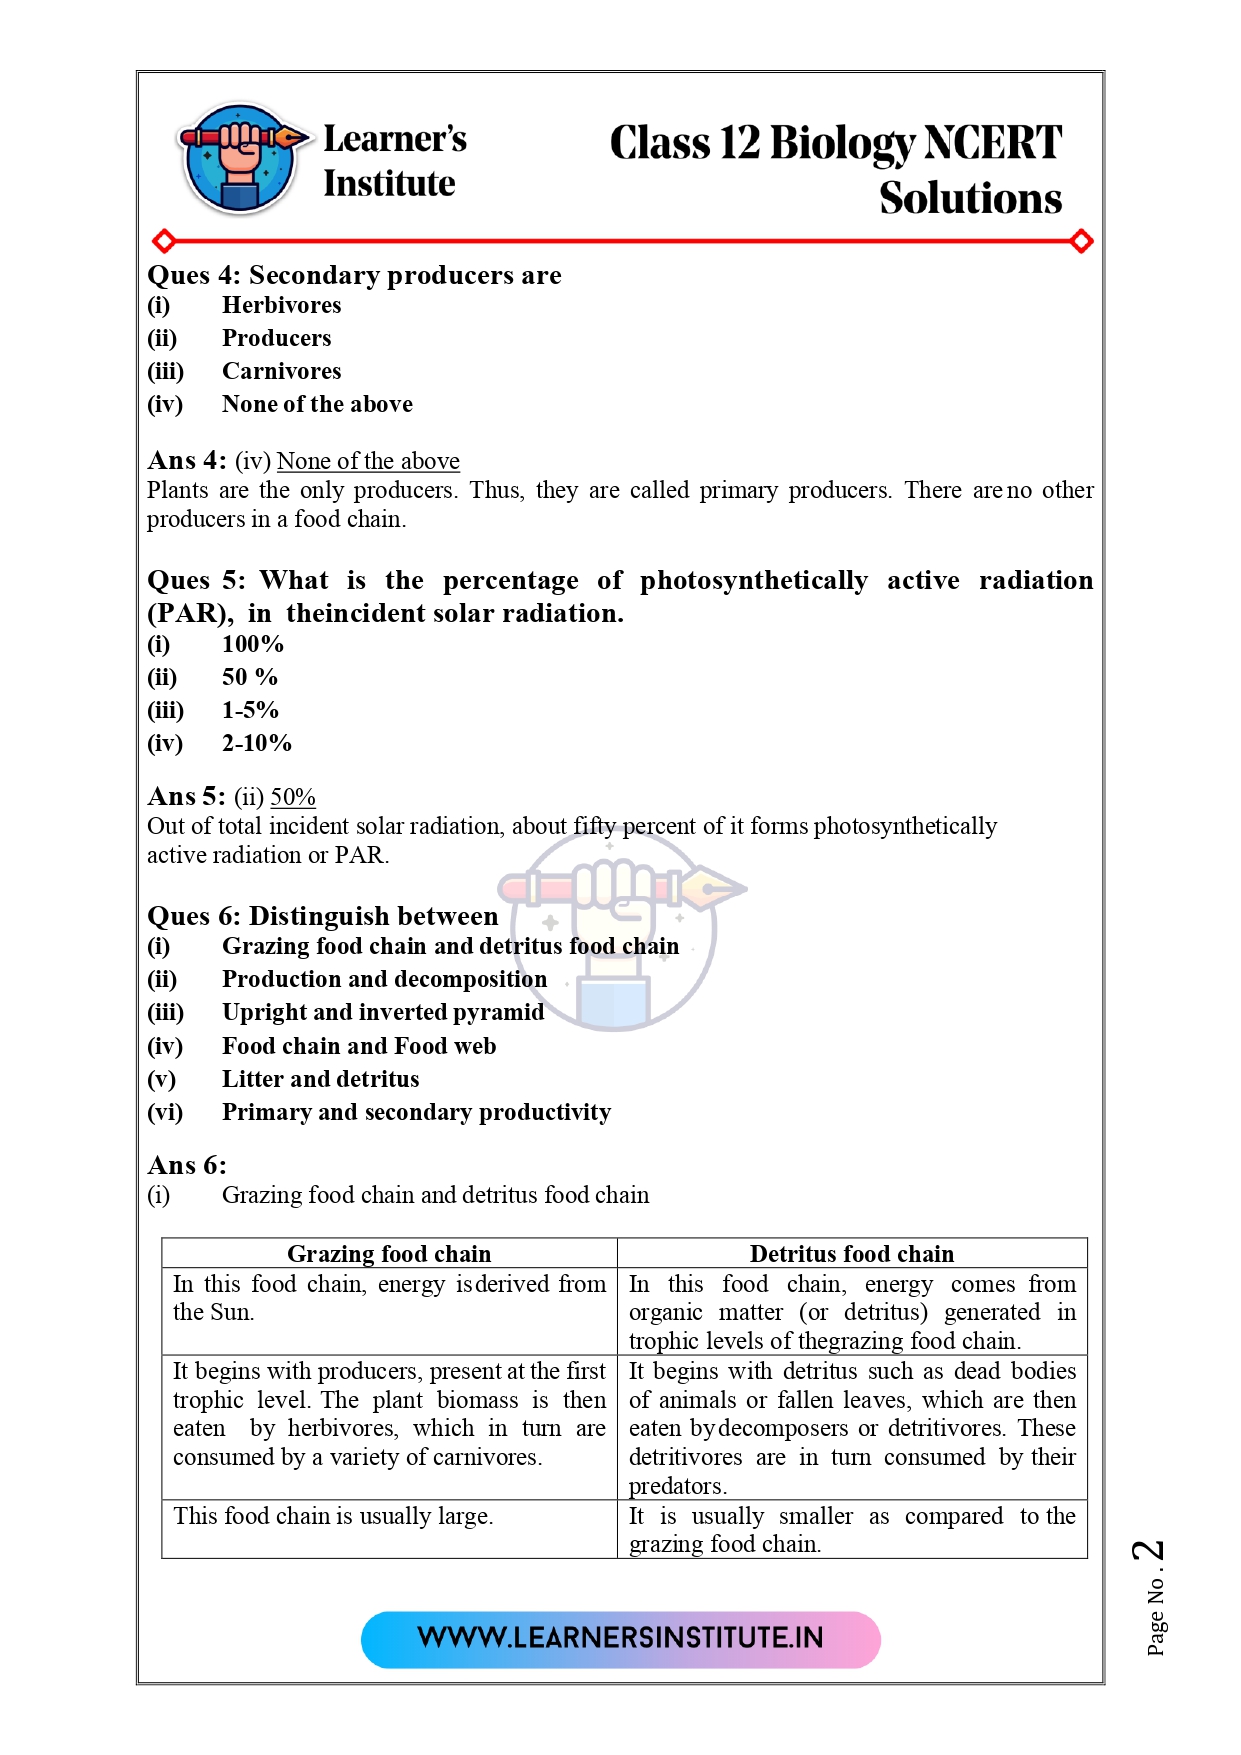 Learner's
Institute
Class 12 Biology NCERT
Solutions
Ques 4: Secondary producers are
(i) Herbivores
(ii) Producers
(iii) Carnivores
(iv) None of the above
Ans 4: (iv) None of the above
Plants are the only producers. Thus, they are called primary producers. There are no other
producers in a food chain.
Ques 5: What is the percentage of photosynthetically active radiation
(PAR), in theincident solar radiation.
(i) 100%
(ii) 50 %
(iii) 1-5%
(iv) 2-10%
Ans 5: (ii) 50%
Out of total incident solar radiation, about fifty percent of it forms photosynthetically
active radiation or PAR.
Ques 6: Distinguish between
(i) Grazing food chain and detritus food chain
(ii) Production and decomposition
(iii) Upright and inverted pyramid
(iv) Food chain and Food web
(v) Litter and detritus
(vi) Primary and secondary productivity
Ans 6:
(i) Grazing food chain and detritus food chain
Grazing food chain
In this food chain, energy isderived from
the Sun.
It begins with producers, present at the first
trophic level. The plant biomass is then
eaten by herbivores, which in turn are
consumed by a variety of carnivores.
This food chain is usually large.
Detritus food chain
In this food chain, energy comes from
organic matter (or detritus) generated in
trophic levels of thegrazing food chain.
It begins with detritus such as dead bodies
of animals or fallen leaves, which are then
eaten bydecomposers or detritivores. These
detritivores are in turn consumed by their
predators.
It is usually smaller as compared to the
grazing food chain.
WWW.LEARNERSINSTITUTE.IN
Page No. 2